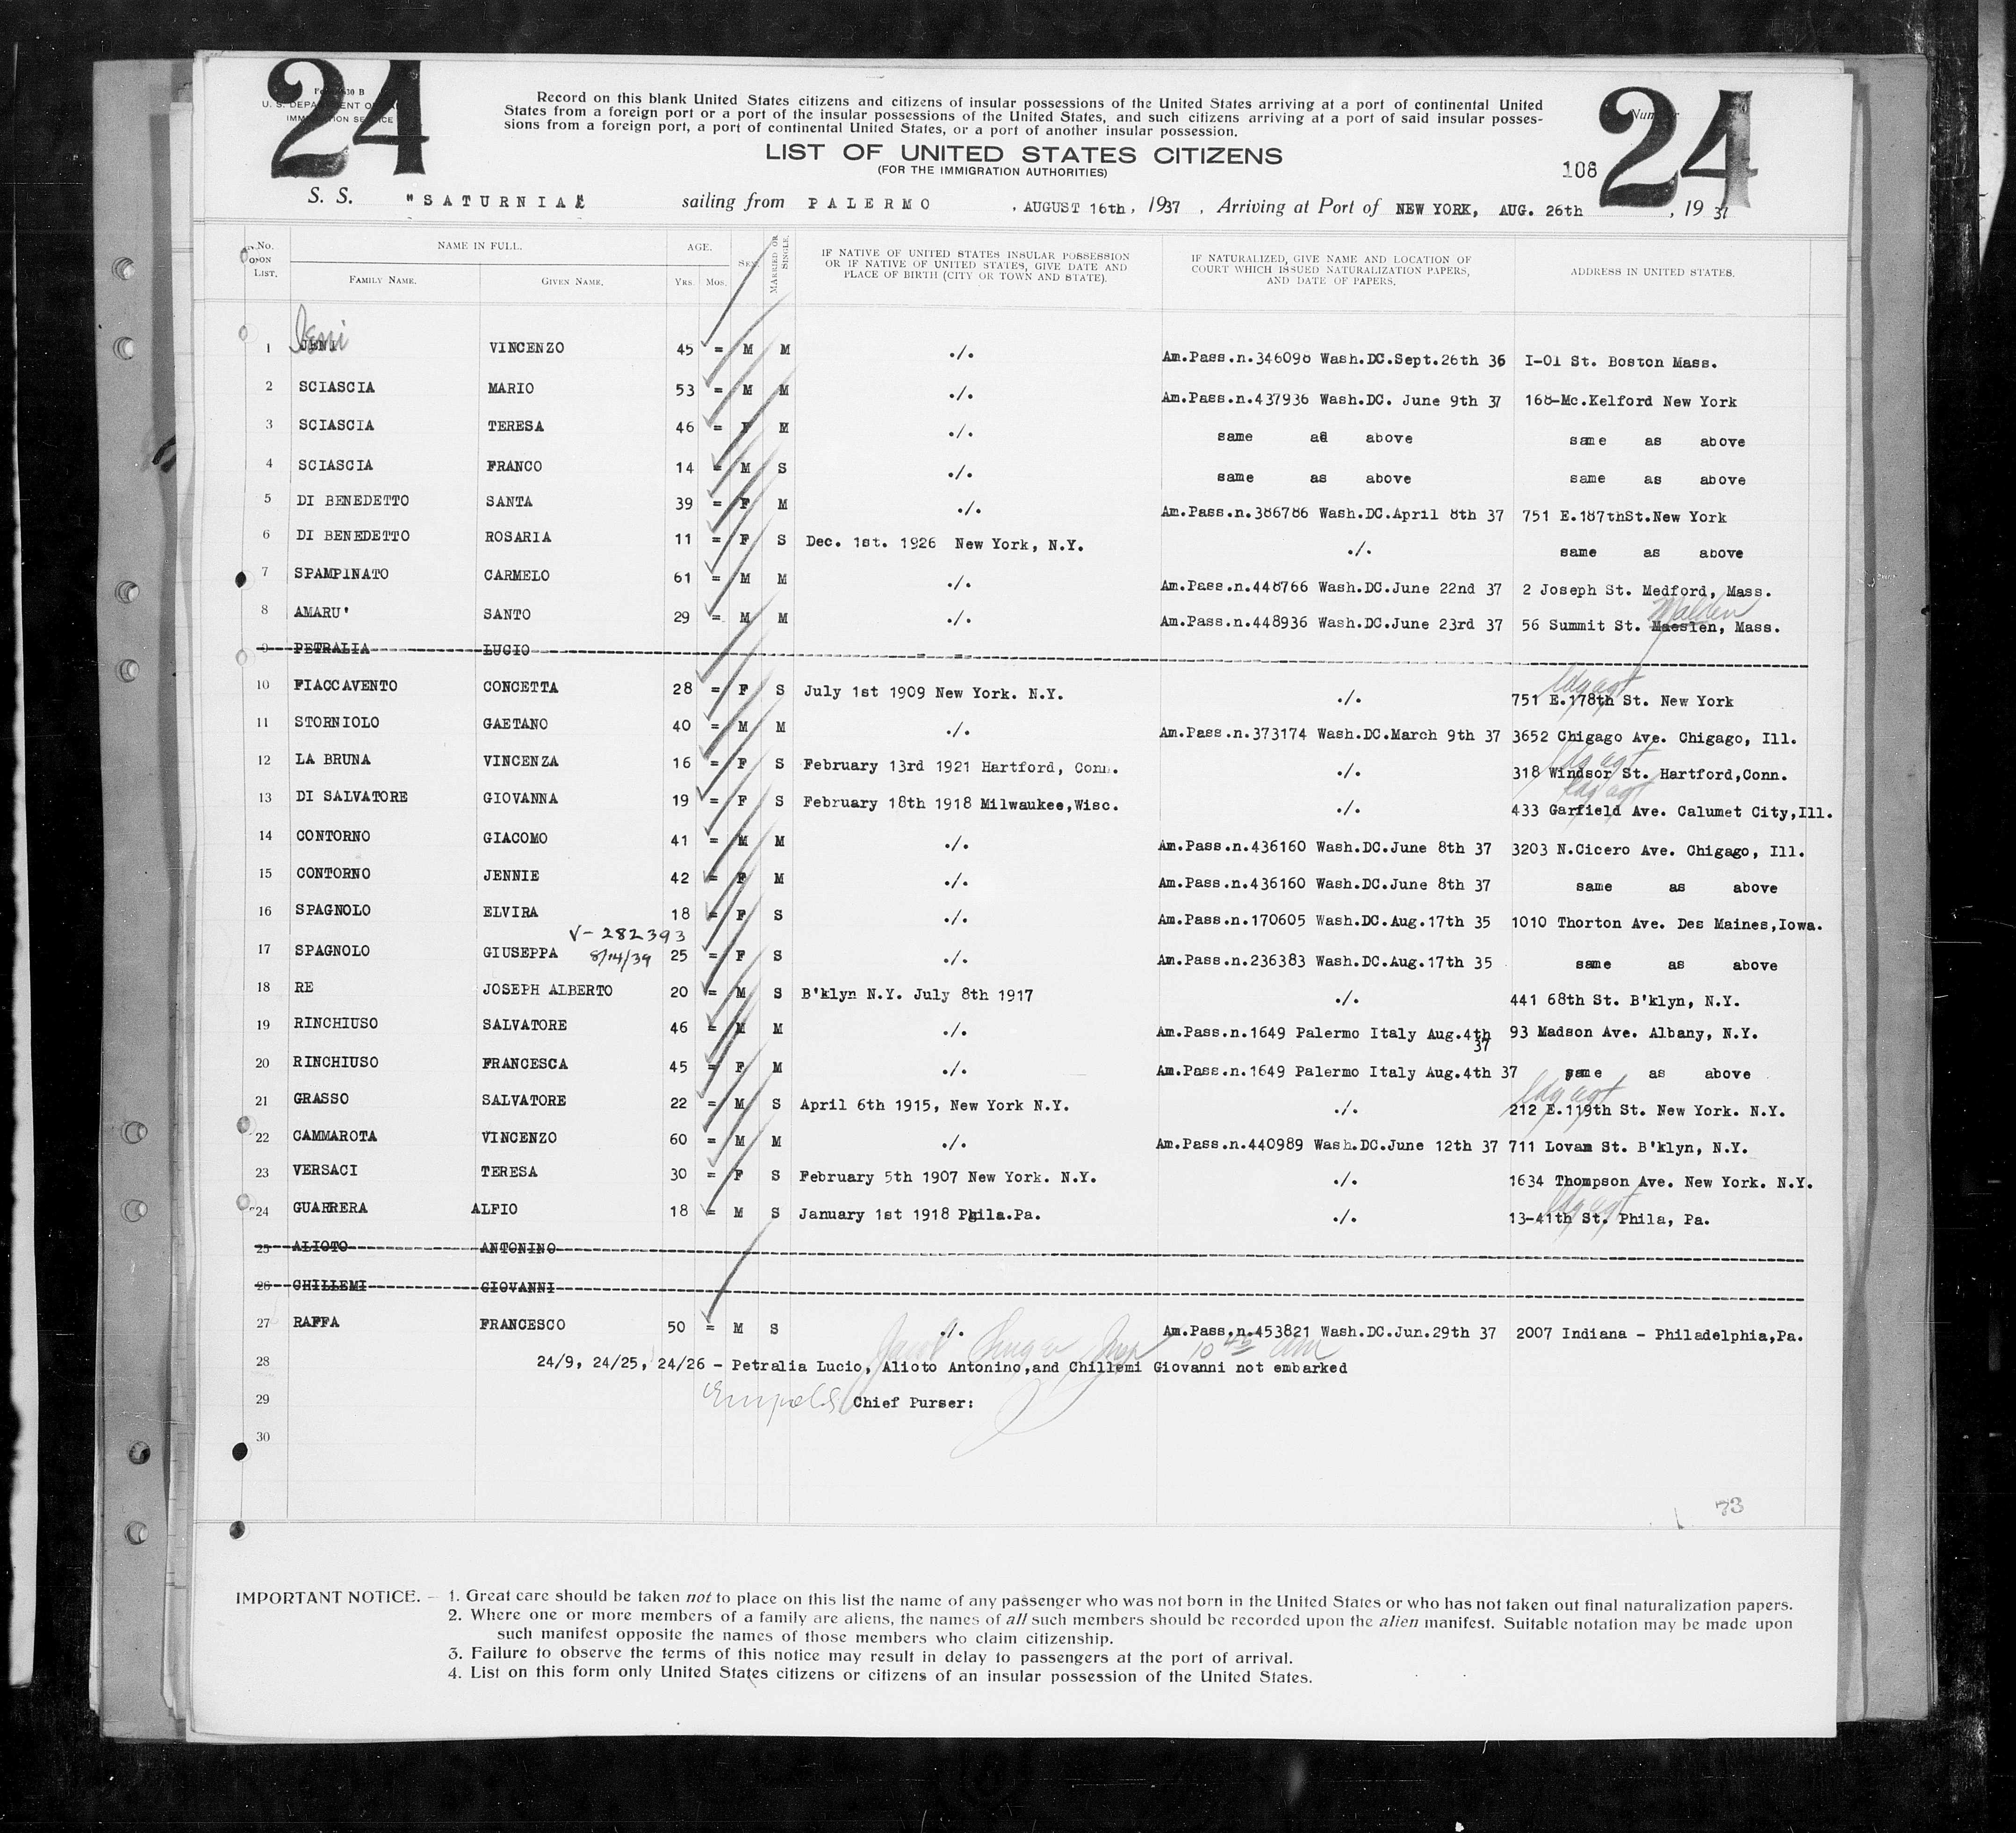 24
24
U. S. DEPARTMENT OF
IMMIGRATION SERVICE
Number
Record on this blank United States citizens and citizens of insular possessions of the United States arriving at a port of continental United
States from a foreign port or a port of the insular possessions of the United States, and such citizens arriving at a port of said insular posses-
sions from a foreign port, a port of continental United States, or a port of another insular possession.
LIST OF UNITED STATES CITIZENS
(FOR THE IMMIGRATION AUTHORITIES)
108
S. S. "SATURNIA" sailing from PALERMO , AUGUST 16th, 1937 , Arriving at Port of NEW YORK, AUG. 26th , 1937
No. ON LIST. NAME IN FULL. FAMILY NAME. GIVEN NAME. AGE. YRS. MOS. SEX. MARRIED OR SINGLE. IF NATIVE OF UNITED STATES INSULAR POSSESSION OR IF NATIVE OF UNITED STATES, GIVE DATE AND PLACE OF BIRTH (CITY OR TOWN AND STATE). IF NATURALIZED, GIVE NAME AND LOCATION OF COURT WHICH ISSUED NATURALIZATION PAPERS, AND DATE OF PAPERS. ADDRESS IN UNITED STATES.
1 JENI VINCENZO 45 = M M ./. Am.Pass.n.346098 Wash.DC.Sept.26th 36 I-01 St. Boston Mass.
2 SCIASCIA MARIO 53 = M M ./. Am.Pass.n.437936 Wash.DC. June 9th 37 168-Mc.Kelford New York
3 SCIASCIA TERESA 46 = F M ./. same as above same as above
4 SCIASCIA FRANCO 14 = M S ./. same as above same as above
5 DI BENEDETTO SANTA 39 = F M ./. Am.Pass.n.386786 Wash.DC.April 8th 37 751 E.187thSt.New York
6 DI BENEDETTO ROSARIA 11 = F S Dec. 1st. 1926 New York, N.Y. ./. same as above
7 SPAMPINATO CARMELO 61 = M M ./. Am.Pass.n.448766 Wash.DC.June 22nd 37 2 Joseph St. Medford, Mass.
Malden
8 AMARU' SANTO 29 = M M ./. Am.Pass.n.448936 Wash.DC.June 23rd 37 56 Summit St. Maeslen, Mass.
9 PETRALIA LUCIO
10 FIACCAVENTO CONCETTA 28 = F S July 1st 1909 New York. N.Y. ./. 751 E.178th St. New York
11 STORNIOLO GAETANO 40 = M M ./. Am.Pass.n.373174 Wash.DC.March 9th 37 3652 Chigago Ave. Chigago, Ill.
12 LA BRUNA VINCENZA 16 = F S February 13rd 1921 Hartford, Conn. ./. 318 Windsor St. Hartford,Conn.
13 DI SALVATORE GIOVANNA 19 = F S February 18th 1918 Milwaukee,Wisc. ./. 433 Garfield Ave. Calumet City,Ill.
14 CONTORNO GIACOMO 41 = M M ./. Am.Pass.n.436160 Wash.DC.June 8th 37 3203 N.Cicero Ave. Chigago, Ill.
15 CONTORNO JENNIE 42 = F M ./. Am.Pass.n.436160 Wash.DC.June 8th 37 same as above
16 SPAGNOLO ELVIRA 18 = F S ./. Am.Pass.n.170605 Wash.DC.Aug.17th 35 1010 Thorton Ave. Des Maines,Iowa.
V-282393
17 SPAGNOLO GIUSEPPA 8/14/39 25 = F S ./. Am.Pass.n.236383 Wash.DC.Aug.17th 35 same as above
18 RE JOSEPH ALBERTO 20 = M S B'klyn N.Y. July 8th 1917 ./. 441 68th St. B'klyn, N.Y.
19 RINCHIUSO SALVATORE 46 = M M ./. Am.Pass.n.1649 Palermo Italy Aug.4th 37 93 Madson Ave. Albany, N.Y.
20 RINCHIUSO FRANCESCA 45 = F M ./. Am.Pass.n.1649 Palermo Italy Aug.4th 37 same as above
21 GRASSO SALVATORE 22 = M S April 6th 1915, New York N.Y. ./. 212 E.119th St. New York. N.Y.
22 CAMMAROTA VINCENZO 60 = M M ./. Am.Pass.n.440989 Wash.DC.June 12th 37 711 Lovam St. B'klyn, N.Y.
23 VERSACI TERESA 30 = F S February 5th 1907 New York. N.Y. ./. 1634 Thompson Ave. New York. N.Y.
24 GUARRERA ALFIO 18 = M S January 1st 1918 Phila.Pa. ./. 13-41th St. Phila, Pa.
25 ALIOTO ANTONINO
26 CHILLEMI GIOVANNI
27 RAFFA FRANCESCO 50 = M S ./. Am.Pass.n.453821 Wash.DC.Jun.29th 37 2007 Indiana - Philadelphia,Pa.
28 24/9, 24/25, 24/26 - Petralia Lucio, Alioto Antonino,and Chillemi Giovanni not embarked
29 Chief Purser:
30
33
IMPORTANT NOTICE. — 1. Great care should be taken not to place on this list the name of any passenger who was not born in the United States or who has not taken out final naturalization papers.
2. Where one or more members of a family are aliens, the names of all such members should be recorded upon the alien manifest. Suitable notation may be made upon
such manifest opposite the names of those members who claim citizenship.
3. Failure to observe the terms of this notice may result in delay to passengers at the port of arrival.
4. List on this form only United States citizens or citizens of an insular possession of the United States.